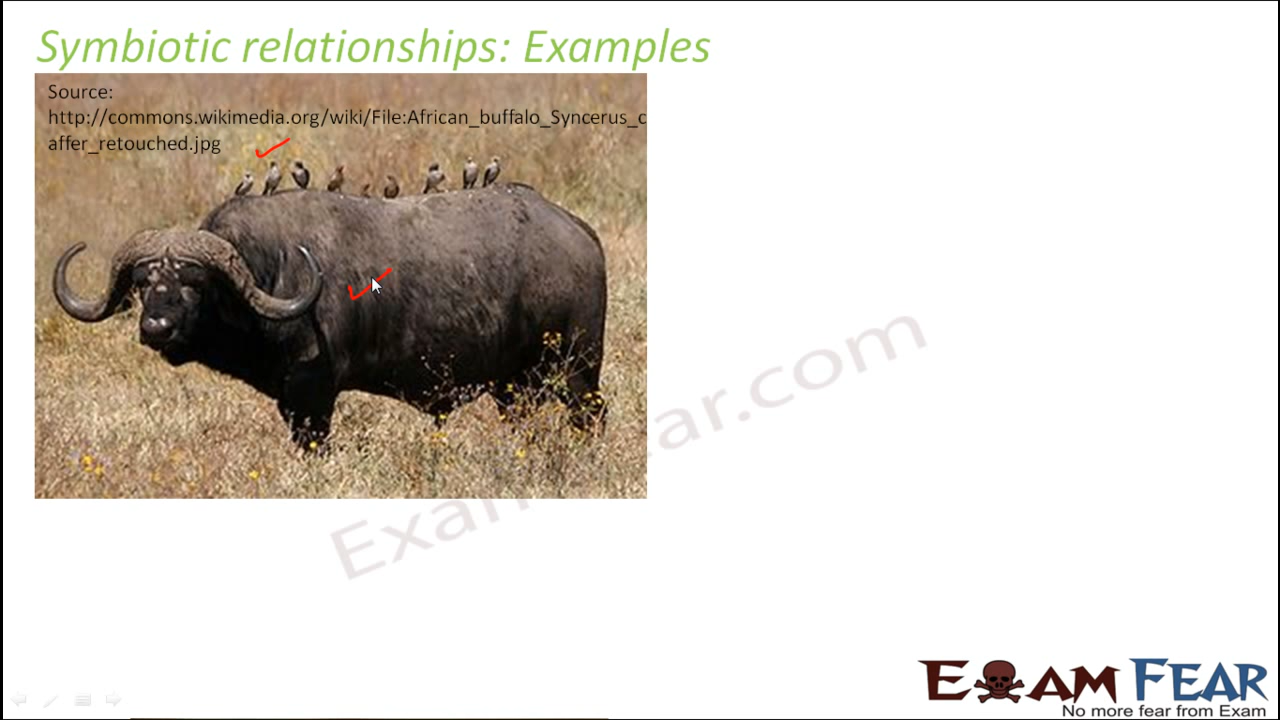 Symbiotic relationships: Examples
Source:
http://commons.wikimedia.org/wiki/File:African_buffalo_Syncerus_c
affer_retouched.jpg
ExamFear.com
EXAM FEAR
No more fear from Exam